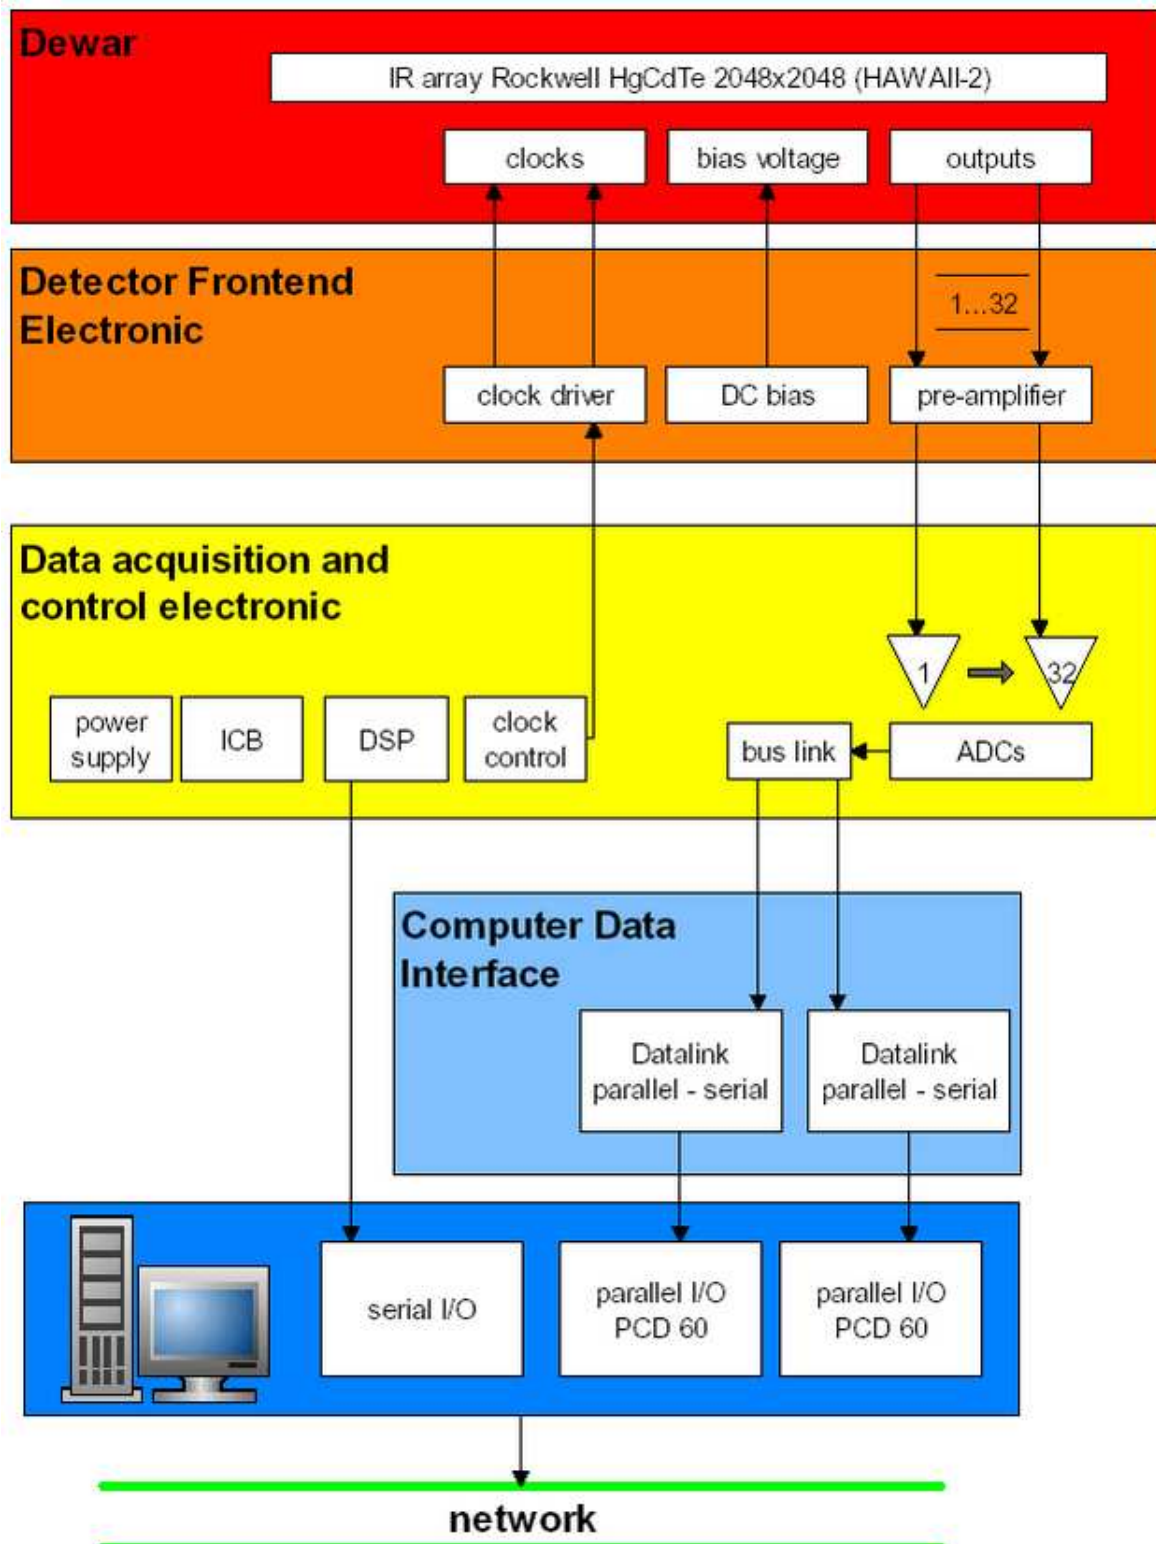 Dewar
IR array Rockwell HgCdTe 2048x2048 (HAWAII-2)
clocks
bias voltage
outputs
Detector Frontend
Electronic
1...32
clock driver
DC bias
pre-amplifier
Data acquisition and
control electronic
1
32
power
supply
ICB
DSP
clock
control
bus link
ADCs
Computer Data
Interface
Datalink
parallel - serial
Datalink
parallel - serial
serial I/O
parallel I/O
PCD 60
parallel I/O
PCD 60
network